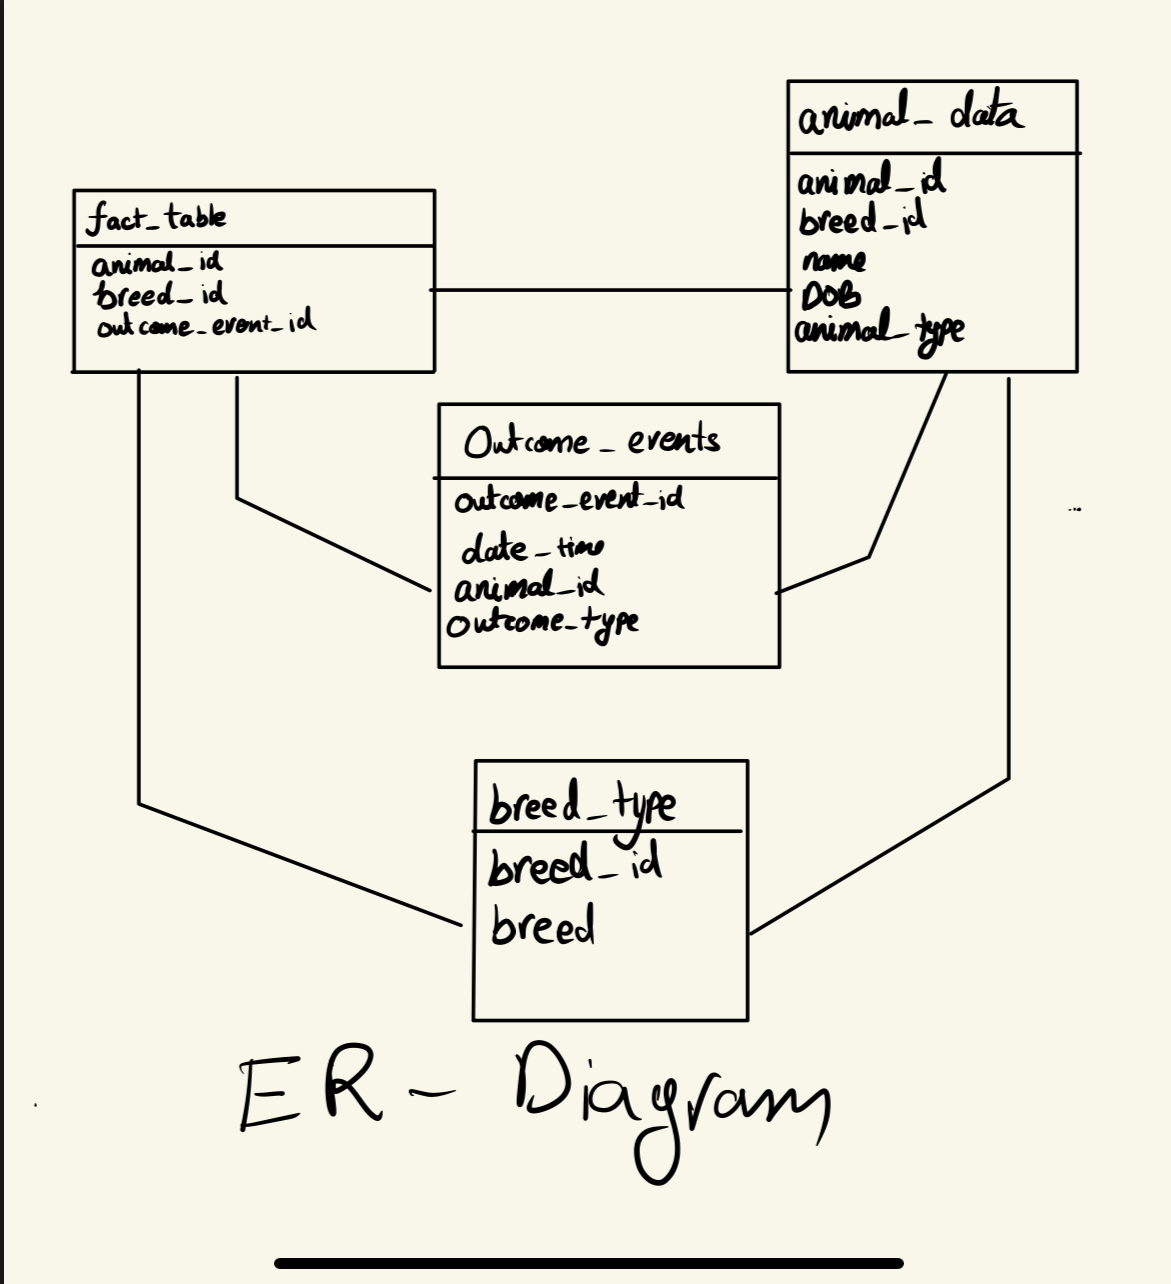 fact_table
animal_id
breed_id
outcome_event_id
animal_data
animal_id
breed_id
name
DOB
animal_type
Outcome_events
outcome_event_id
date_time
animal_id
outcome_type
breed_type
breed_id
breed
ER-Diagram